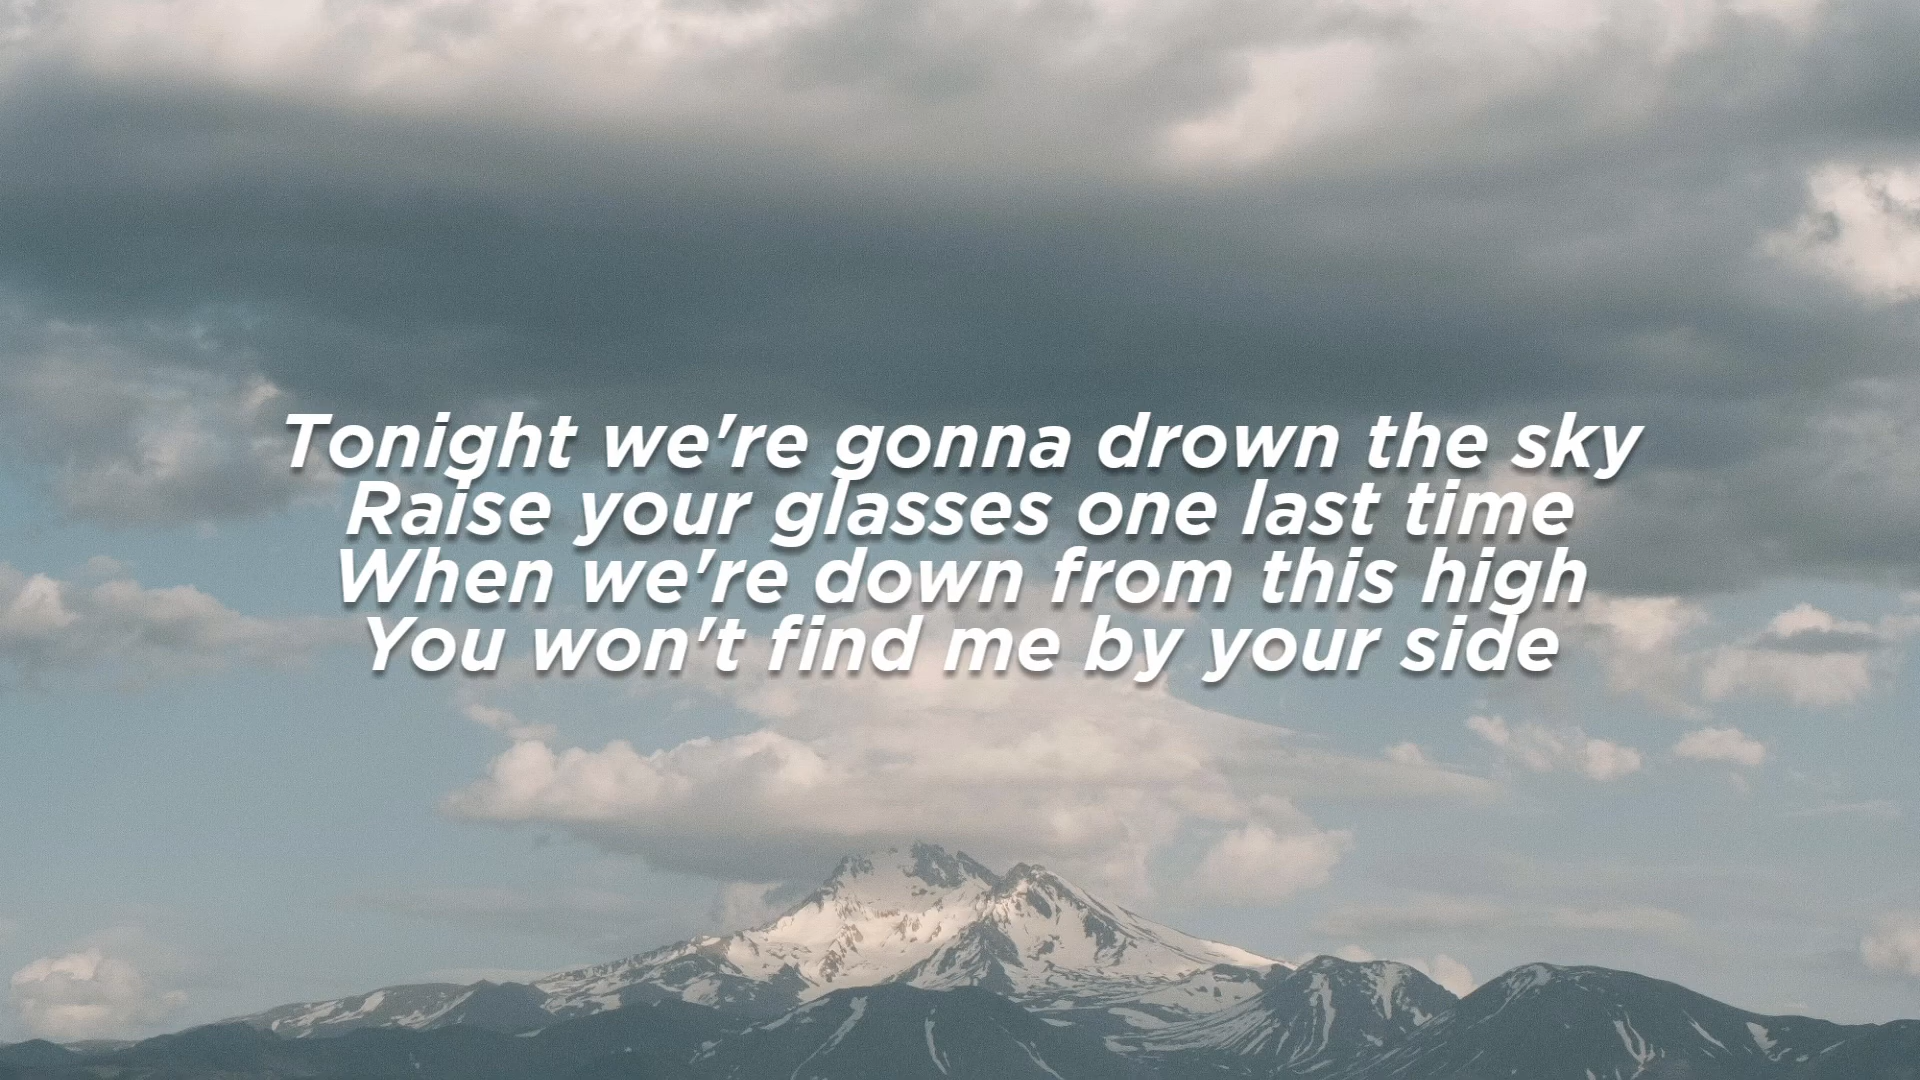 Tonight we're gonna drown the sky
Raise your glasses one last time
When we're down from this high
You won't find me by your side